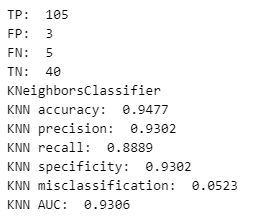 TP: 105
FP: 3
FN: 5
TN: 40
KNeighborsClassifier
KNN accuracy: 0.9477
KNN precision: 0.9302
KNN recall: 0.8889
KNN specificity: 0.9302
KNN misclassification: 0.0523
KNN AUC: 0.9306